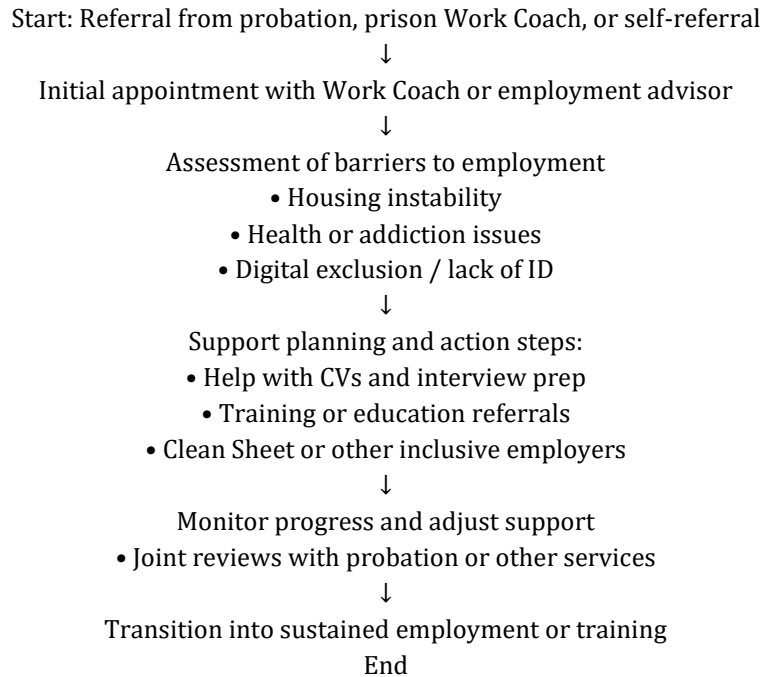 Start: Referral from probation, prison Work Coach, or self-referral
↓
Initial appointment with Work Coach or employment advisor
↓
Assessment of barriers to employment
• Housing instability
• Health or addiction issues
• Digital exclusion / lack of ID
↓
Support planning and action steps:
• Help with CVs and interview prep
• Training or education referrals
• Clean Sheet or other inclusive employers
↓
Monitor progress and adjust support
• Joint reviews with probation or other services
↓
Transition into sustained employment or training
End